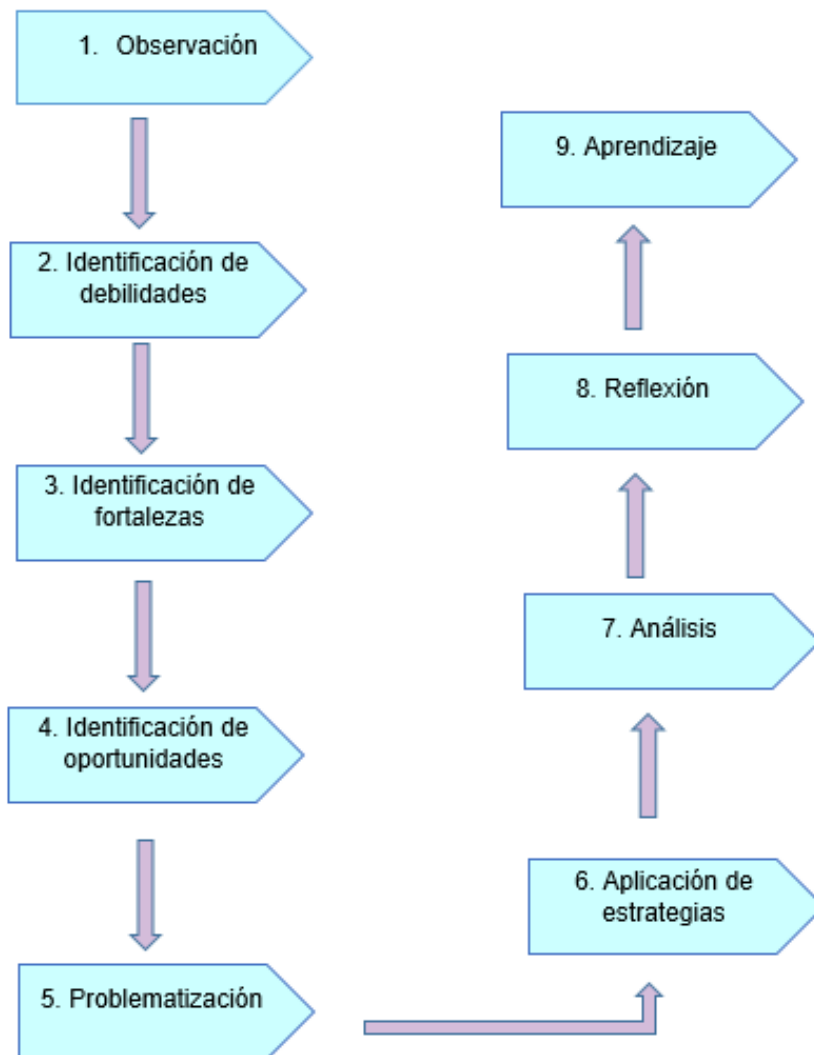 1. Observación
2. Identificación de
debilidades
3. Identificación de
fortalezas
4. Identificación de
oportunidades
5. Problematización
6. Aplicación de
estrategias
7. Análisis
8. Reflexión
9. Aprendizaje